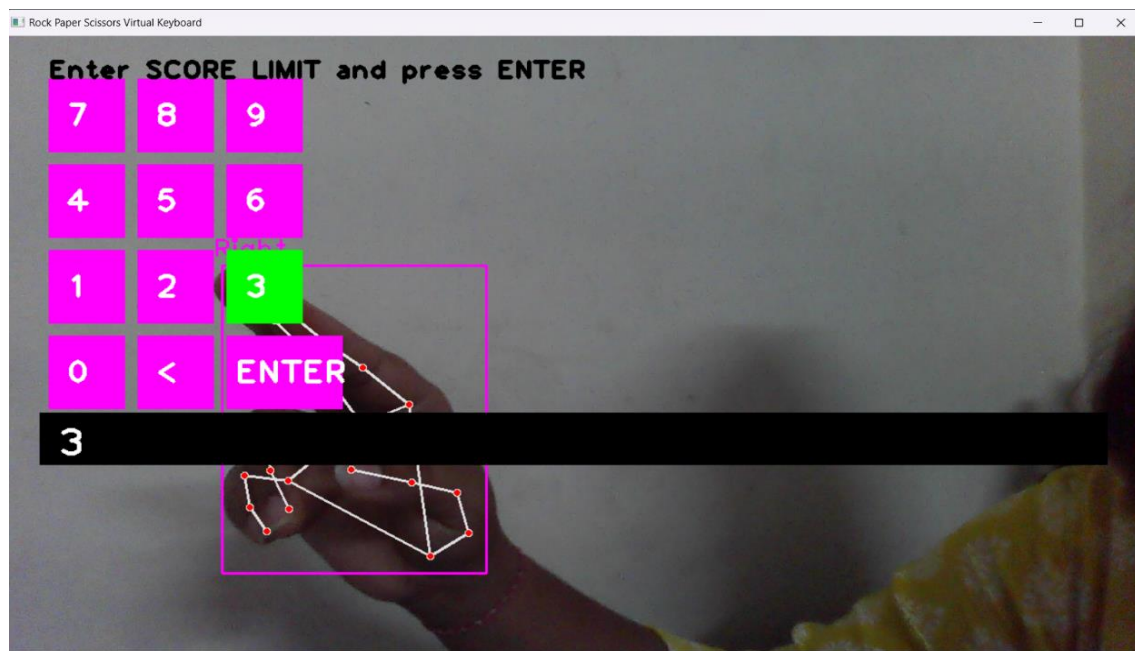 Rock Paper Scissors Virtual Keyboard
Enter SCORE LIMIT and press ENTER
7 8 9
4 5 6
Right
1 2 3
0 < ENTER
3